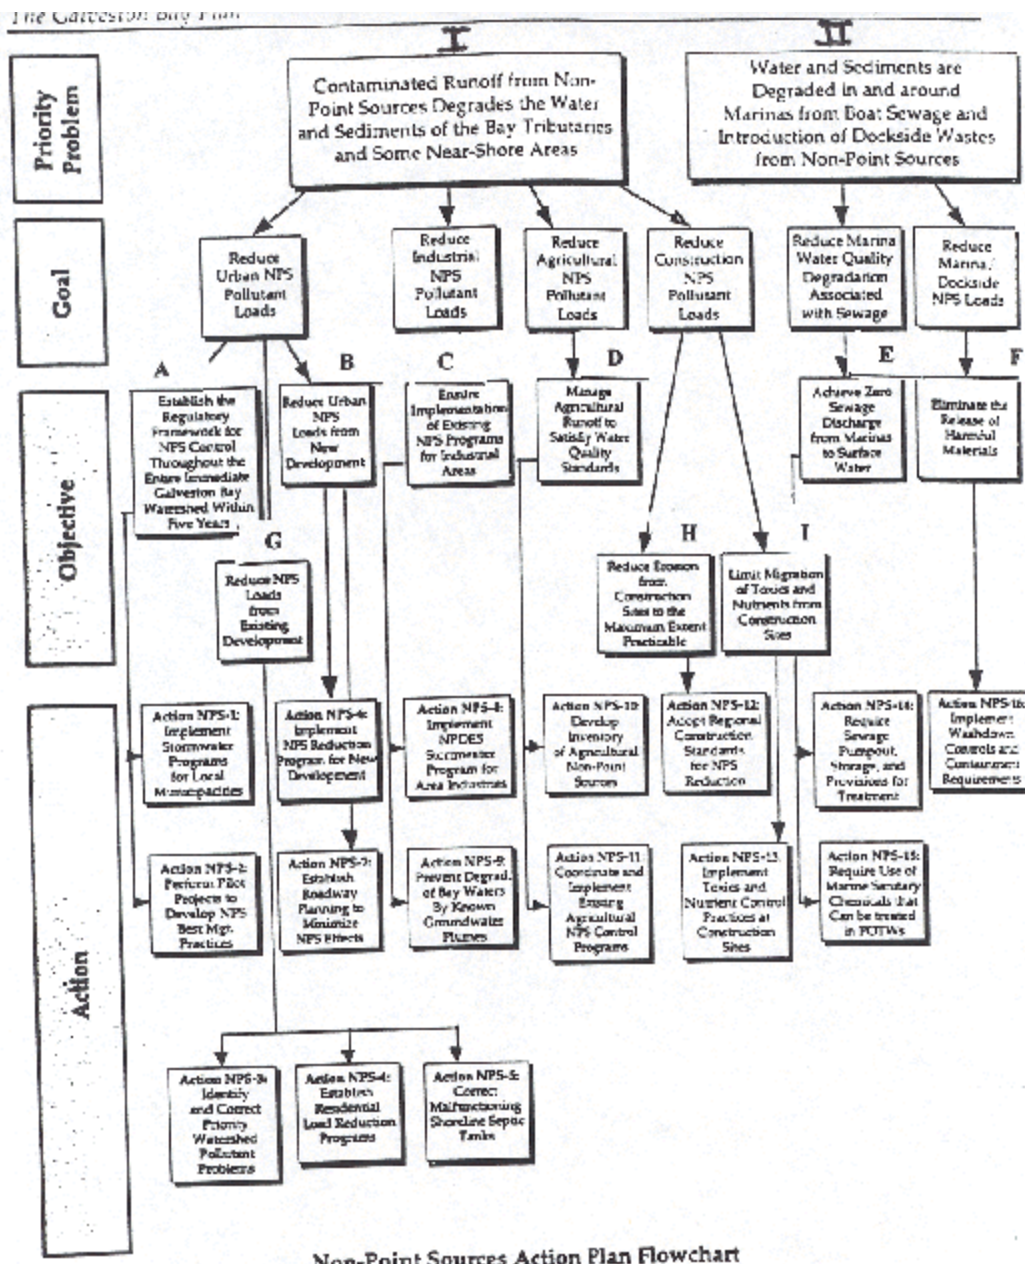 The Galveston Bay Plan
I
II
Priority
Problem
Contaminated Runoff from Non-
Point Sources Degrades the Water
and Sediments of the Bay Tributaries
and Some Near-Shore Areas
Water and Sediments are
Degraded in and around
Marinas from Boat Sewage and
Introduction of Dockside Wastes
from Non-Point Sources
Goal
Reduce
Urban NPS
Pollutant
Loads
Reduce
Industrial
NPS
Pollutant
Loads
Reduce
Agricultural
NPS
Pollutant
Loads
Reduce
Construction
NPS
Pollutant
Loads
Reduce Marina
Water Quality
Degradation
Associated
with Sewage
Reduce
Marina/
Dockside
NPS Loads
Objective
A
Establish the
Regulatory
Framework for
NPS Control
Throughout the
Entire Immediate
Galveston Bay
Watershed Within
Five Years
B
Reduce Urban
NPS
Loads from
New
Development
C
Ensure
Implementation
of Existing
NPS Programs
for Industrial
Areas
D
Manage
Agricultural
Runoff to
Satisfy Water
Quality
Standards
E
Achieve Zero
Sewage
Discharge
from Marinas
to Surface
Water
F
Eliminate the
Release of
Harmful
Materials
G
Reduce NPS
Loads
from
Existing
Development
H
Reduce Erosion
from
Construction
Sites to the
Maximum Extent
Practicable
I
Limit Migration
of Toxics and
Nutrients from
Construction
Sites
Action
Action NPS-1:
Implement
Stormwater
Programs
for Local
Municipacities
Action NPS-6:
Implement
NPS Reduction
Program for New
Development
Action NPS-8:
Implement
NPDES
Stormwater
Program for
Area Industries
Action NPS-10:
Develop
Inventory
of Agricultural
Non-Point
Sources
Action NPS-12:
Adopt Regional
Construction
Standards
for NPS
Reduction
Action NPS-14:
Require
Sewage
Pumpout,
Storage, and
Provisions for
Treatment
Action NPS-16:
Implement
Washdown
Controls and
Containment
Requirements
Action NPS-2:
Perform Pilot
Projects to
Develop NPS
Best Mgt.
Practices
Action NPS-7:
Establish
Roadway
Planning to
Minimize
NPS Effects
Action NPS-9:
Prevent Degrad.
of Bay Waters
By Known
Groundwater
Plumes
Action NPS-11:
Coordinate and
Implement
Existing
Agricultural
NPS Control
Programs
Action NPS-13:
Implement
Toxics and
Nutrient Control
Practices at
Construction
Sites
Action NPS-15:
Require Use of
Marine Sanitary
Chemicals that
Can be treated
in POTWs
Action NPS-3:
Identify
and Correct
Priority
Watershed
Pollutant
Problems
Action NPS-4:
Establish
Residential
Load Reduction
Programs
Action NPS-5:
Correct
Malfunctioning
Shoreline Septic
Tanks
Non-Point Sources Action Plan Flowchart